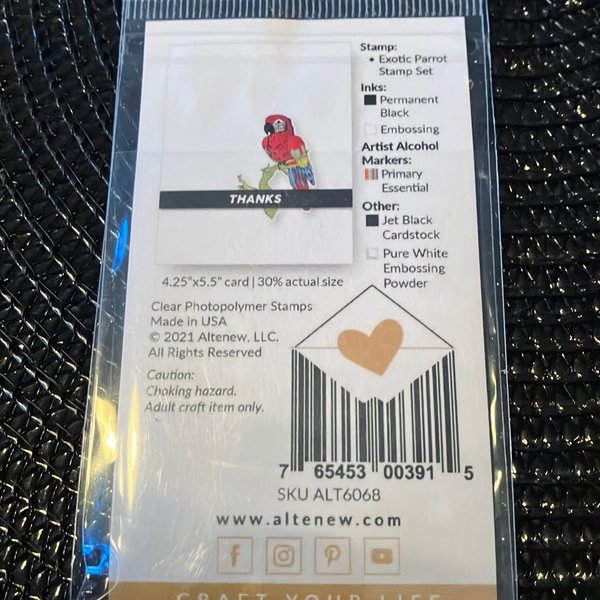 THANKS
4.25"x5.5" card | 30% actual size
Stamp:
• Exotic Parrot
Stamp Set
Inks:
Permanent
Black
Embossing
Artist Alcohol
Markers:
Primary
Essential
Other:
Jet Black
Cardstock
Pure White
Embossing
Powder
Clear Photopolymer Stamps
Made in USA
© 2021 Altenew, LLC.
All Rights Reserved
Caution:
Choking hazard.
Adult craft item only.
7 65453 00391 5
SKU ALT6068
www.altenew.com
CRAFT YOUR LIFE